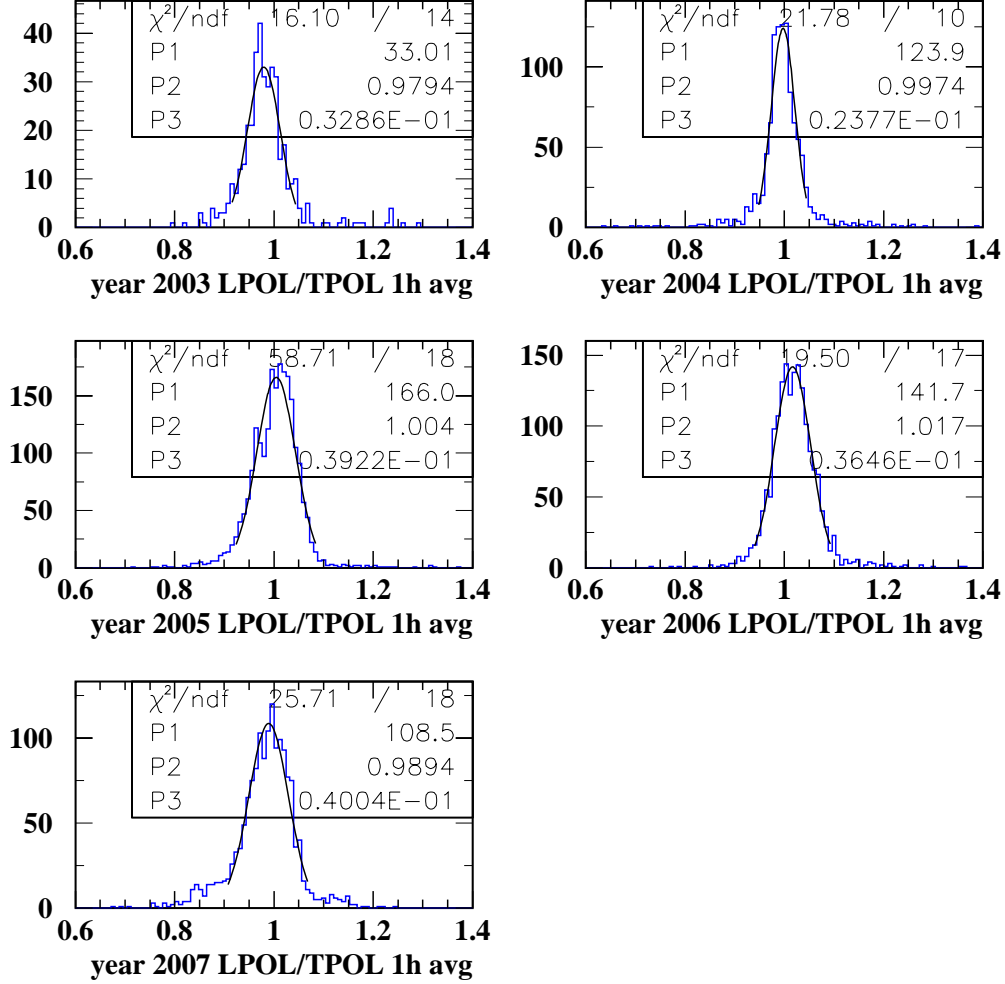 χ²/ndf 16.10 / 14
P1 33.01
P2 0.9794
P3 0.3286E−01
40
30
20
10
0
0.6 0.8 1 1.2 1.4
year 2003 LPOL/TPOL 1h avg
χ²/ndf 21.78 / 10
P1 123.9
P2 0.9974
P3 0.2377E−01
100
50
0
0.6 0.8 1 1.2 1.4
year 2004 LPOL/TPOL 1h avg
χ²/ndf 58.71 / 18
P1 166.0
P2 1.004
P3 0.3922E−01
150
100
50
0
0.6 0.8 1 1.2 1.4
year 2005 LPOL/TPOL 1h avg
χ²/ndf 19.50 / 17
P1 141.7
P2 1.017
P3 0.3646E−01
150
100
50
0
0.6 0.8 1 1.2 1.4
year 2006 LPOL/TPOL 1h avg
χ²/ndf 25.71 / 18
P1 108.5
P2 0.9894
P3 0.4004E−01
100
50
0
0.6 0.8 1 1.2 1.4
year 2007 LPOL/TPOL 1h avg